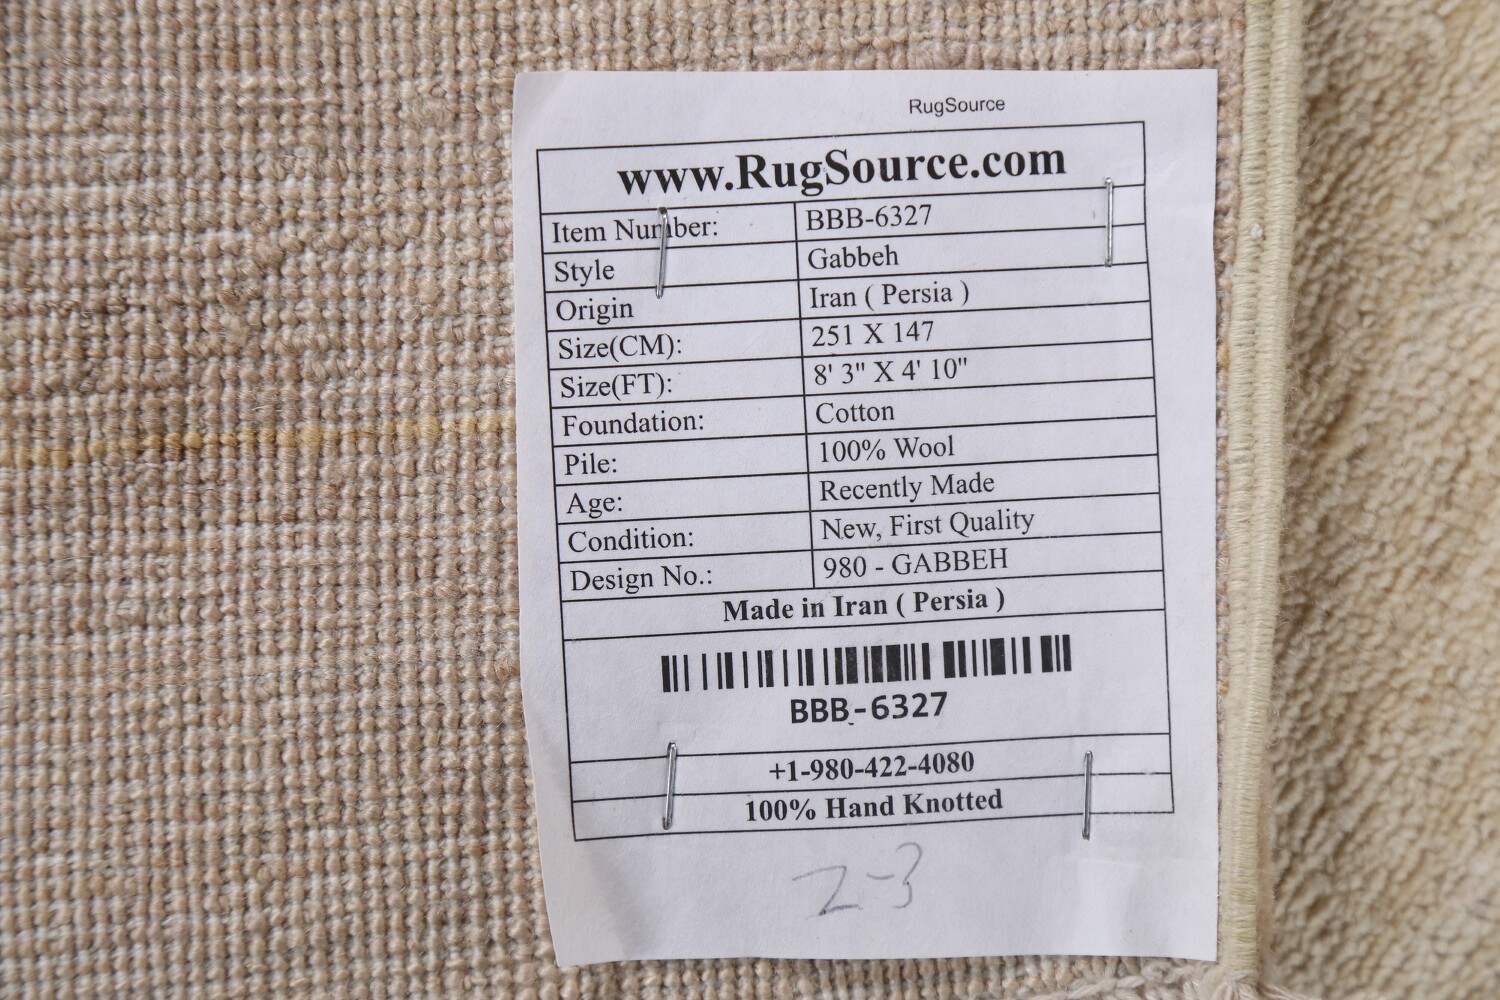 RugSource
www.RugSource.com
Item Number: BBB-6327
Style Gabbeh
Origin Iran ( Persia )
Size(CM): 251 X 147
Size(FT): 8' 3" X 4' 10"
Foundation: Cotton
Pile: 100% Wool
Age: Recently Made
Condition: New, First Quality
Design No.: 980 - GABBEH
Made in Iran ( Persia )
BBB-6327
+1-980-422-4080
100% Hand Knotted
2-3